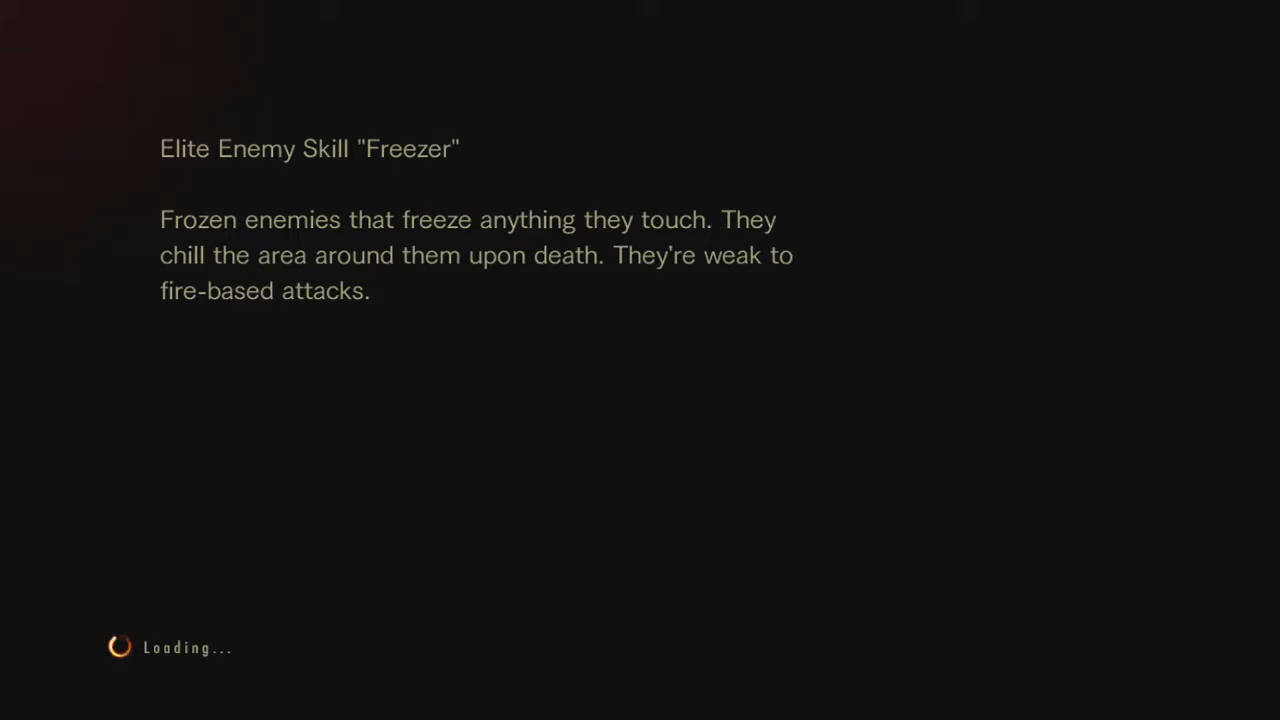 Elite Enemy Skill "Freezer"
Frozen enemies that freeze anything they touch. They
chill the area around them upon death. They're weak to
fire-based attacks.
Loading...